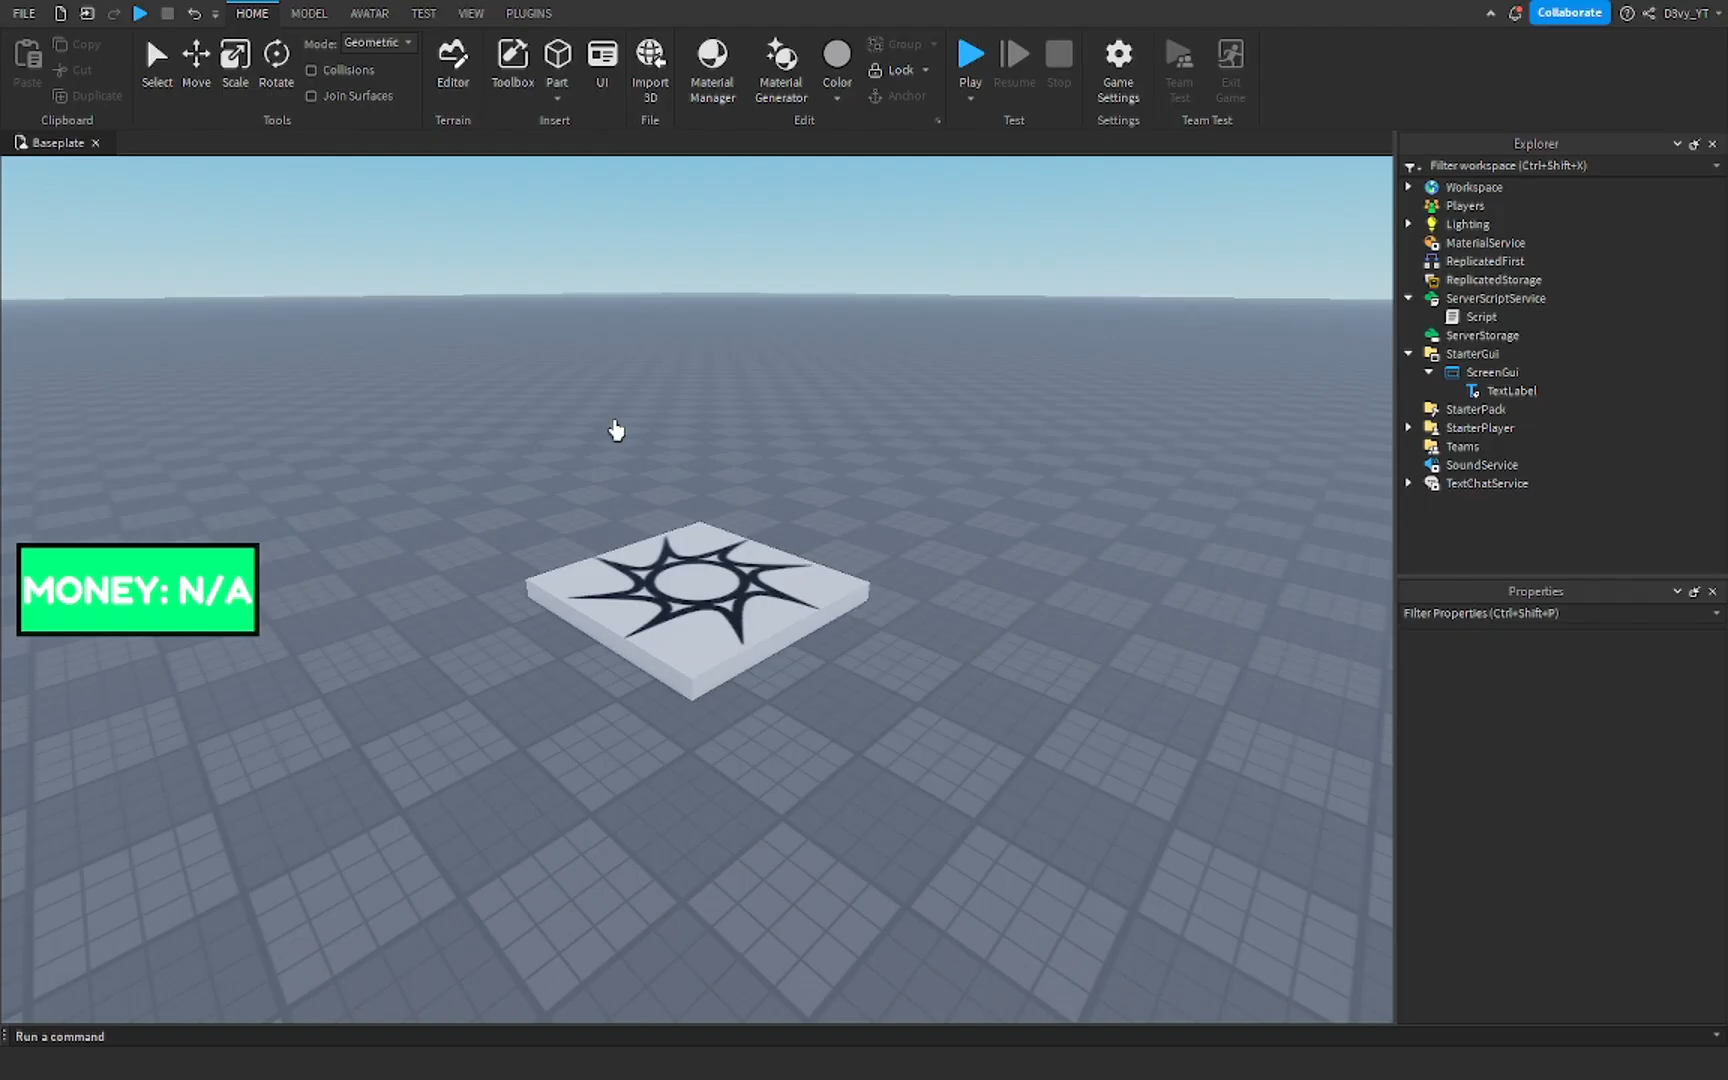 FILE HOME MODEL AVATAR TEST VIEW PLUGINS Collaborate D3vy_YT
Paste Copy Cut Duplicate Clipboard
Select Move Scale Rotate Mode: Geometric Collisions Join Surfaces Tools
Editor Terrain
Toolbox Part UI Insert
Import 3D File
Material Manager Material Generator Color Group Lock Anchor Edit
Play Resume Stop Test
Game Settings Settings
Team Test Exit Game Team Test
Baseplate
MONEY: N/A
Explorer
Filter workspace (Ctrl+Shift+X)
Workspace
Players
Lighting
MaterialService
ReplicatedFirst
ReplicatedStorage
ServerScriptService
Script
ServerStorage
StarterGui
ScreenGui
TextLabel
StarterPack
StarterPlayer
Teams
SoundService
TextChatService
Properties
Filter Properties (Ctrl+Shift+P)
Run a command